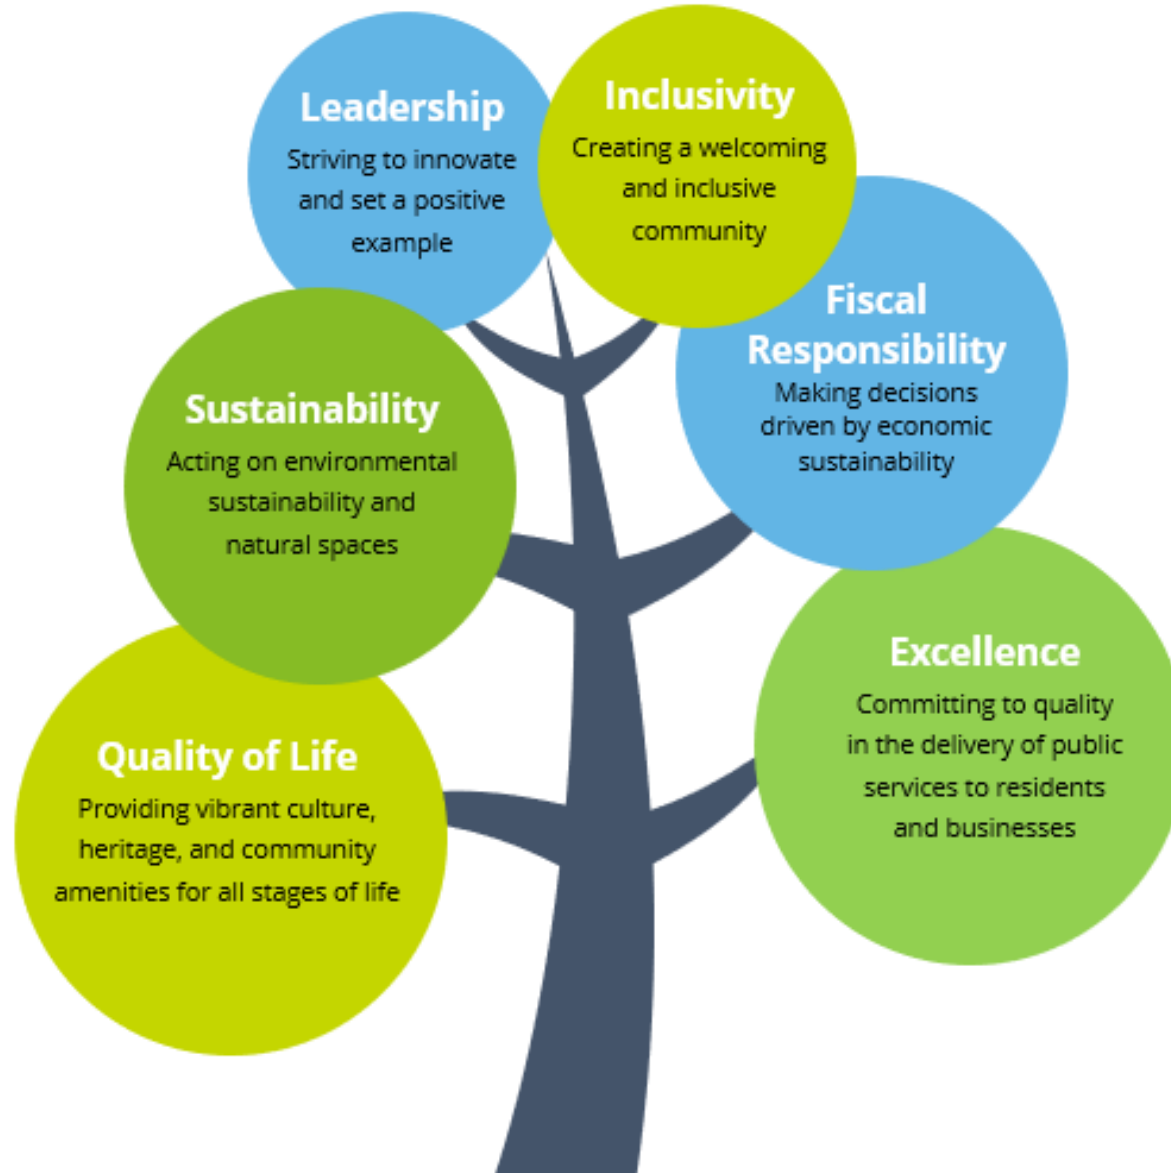 Leadership
Striving to innovate
and set a positive
example
Inclusivity
Creating a welcoming
and inclusive
community
Fiscal
Responsibility
Making decisions
driven by economic
sustainability
Sustainability
Acting on environmental
sustainability and
natural spaces
Excellence
Committing to quality
in the delivery of public
services to residents
and businesses
Quality of Life
Providing vibrant culture,
heritage, and community
amenities for all stages of life